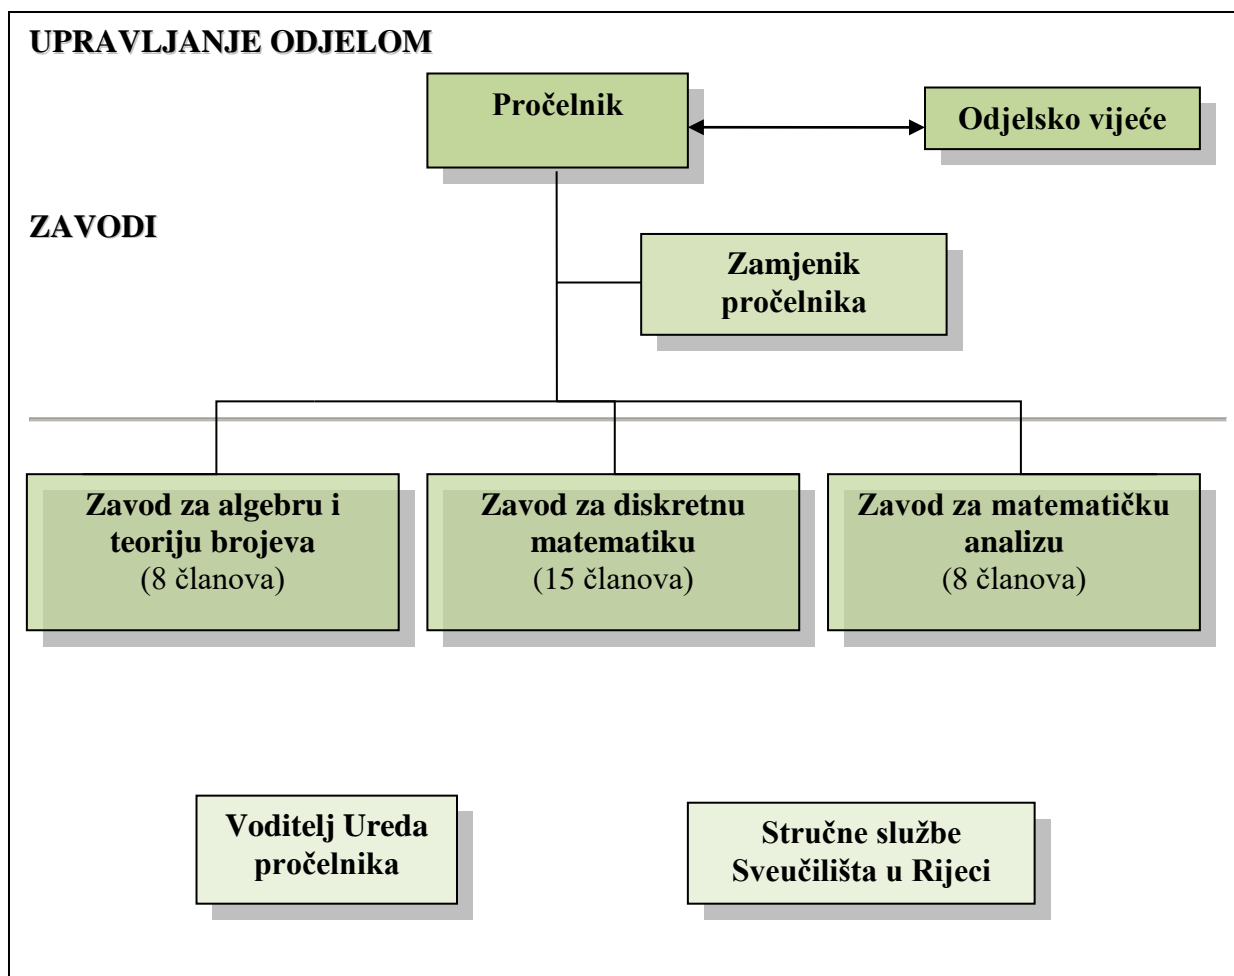 UPRAVLJANJE ODJELOM
Pročelnik
Odjelsko vijeće
ZAVODI
Zamjenik
pročelnika
Zavod za algebru i
teoriju brojeva
(8 članova)
Zavod za diskretnu
matematiku
(15 članova)
Zavod za matematičku
analizu
(8 članova)
Voditelj Ureda
pročelnika
Stručne službe
Sveučilišta u Rijeci